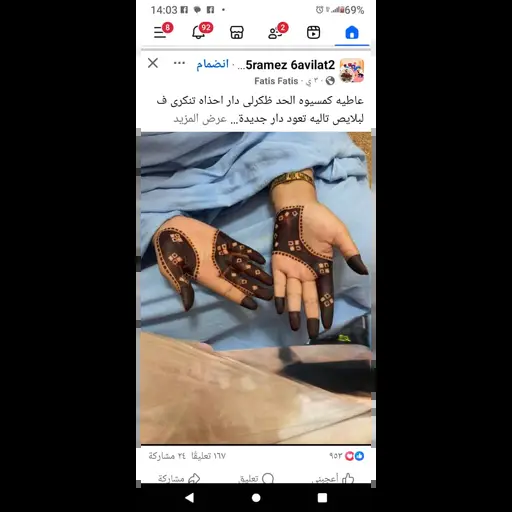 14:03
69%
8
92
2
5ramez 6avilat2... · انضمام
Fatis Fatis · ٣ ي ·
عاطيه كمسيوه الحد ظكرلى دار احذاه تنكرى ف
لبلايص تاليه تعود دار جديدة... عرض المزيد
٩٥٣
١٦٧ تعليقًا ٢٤ مشاركة
أعجبني
تعليق
مشاركة